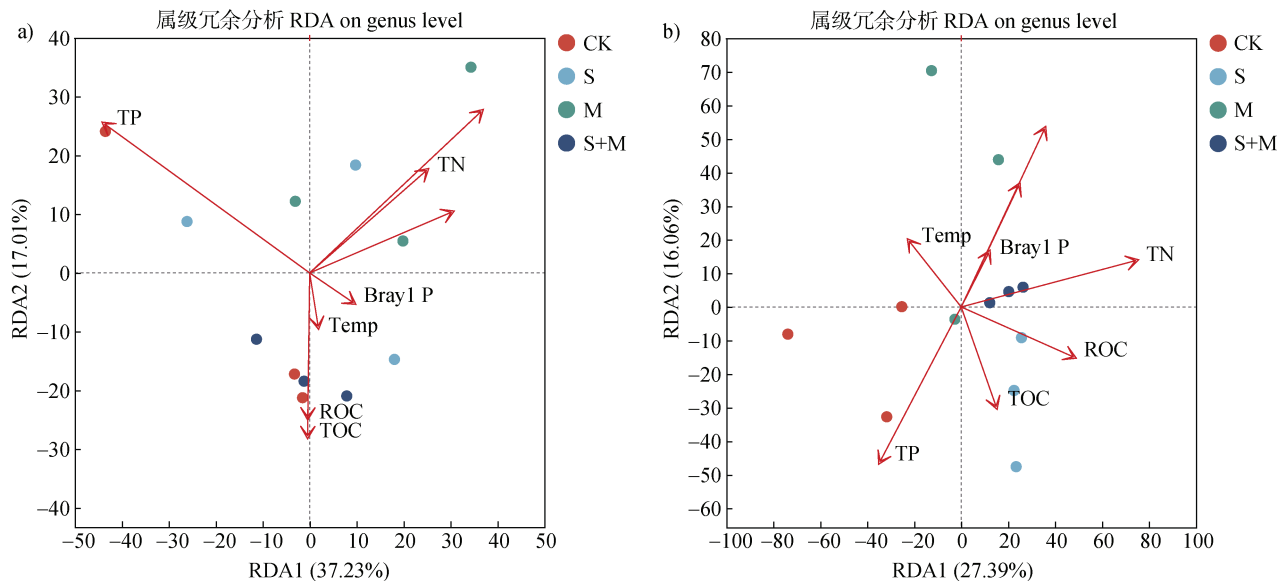 属级冗余分析 RDA on genus level
a)
CK
S
M
S+M
40
30
20
10
0
−10
−20
−30
−40
RDA2 (17.01%)
TP
TN
Bray1 P
Temp
ROC
TOC
−50
−40
−30
−20
−10
0
10
20
30
40
50
RDA1 (37.23%)
属级冗余分析 RDA on genus level
b)
CK
S
M
S+M
80
70
60
50
40
30
20
10
0
−10
−20
−30
−40
−50
−60
RDA2 (16.06%)
Temp
Bray1 P
TN
ROC
TOC
TP
−100
−80
−60
−40
−20
0
20
40
60
80
100
RDA1 (27.39%)